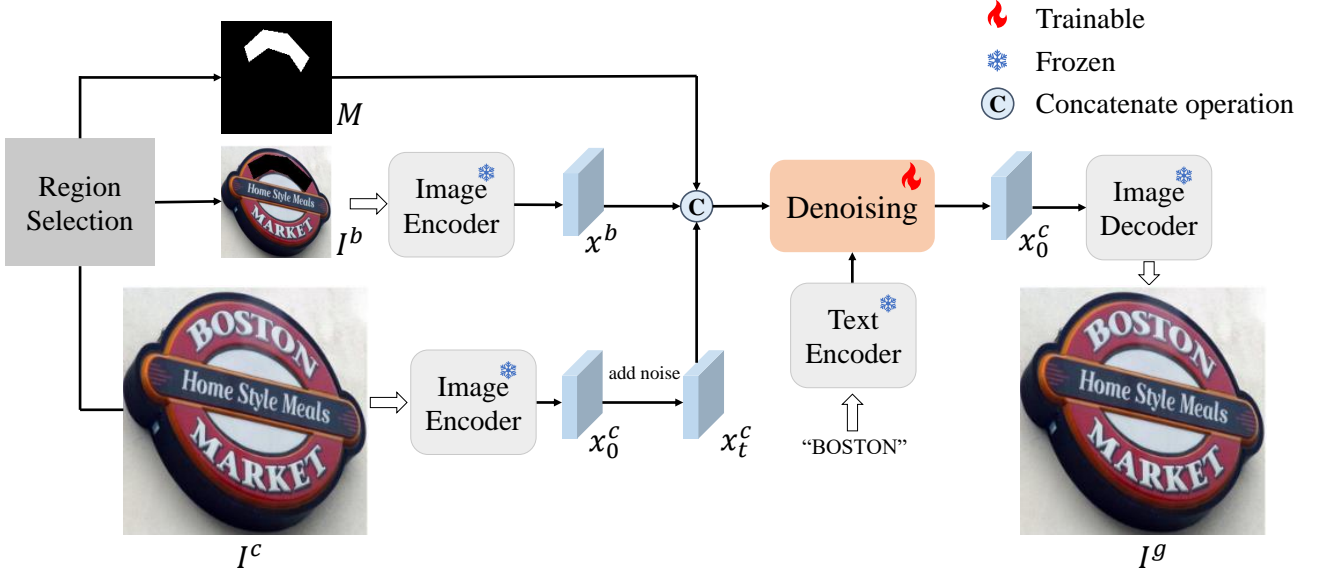 Trainable
Frozen
C Concatenate operation
M
Region
Selection
Home Style Meals
MARKET
I^b
Image
Encoder
x^b
C
Denoising
x_0^c
Image
Decoder
BOSTON
Home Style Meals
MARKET
I^c
Image
Encoder
x_0^c
add noise
x_t^c
Text
Encoder
“BOSTON”
BOSTON
Home Style Meals
MARKET
I^g